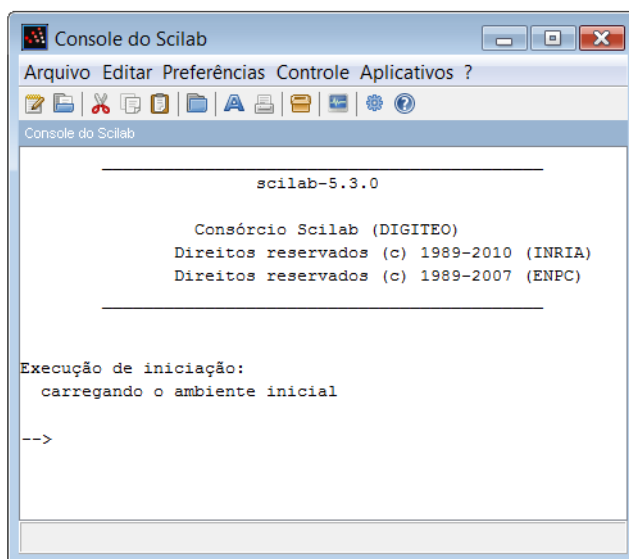 Console do Scilab
Arquivo Editar Preferências Controle Aplicativos ?
Console do Scilab
scilab-5.3.0
Consórcio Scilab (DIGITEO)
Direitos reservados (c) 1989-2010 (INRIA)
Direitos reservados (c) 1989-2007 (ENPC)
Execução de iniciação:
carregando o ambiente inicial
-->